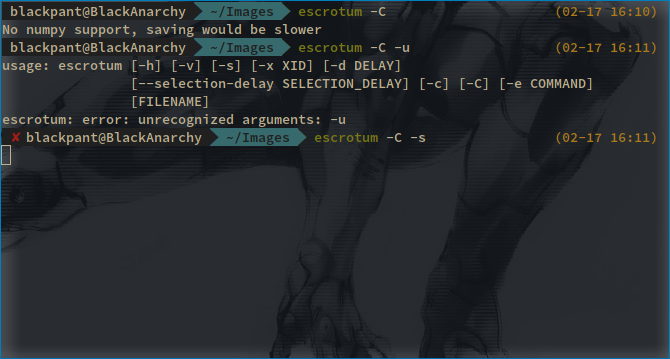 blackpant@BlackAnarchy ~/Images escrotum -C (02-17 16:10)
No numpy support, saving would be slower
blackpant@BlackAnarchy ~/Images escrotum -C -u (02-17 16:11)
usage: escrotum [-h] [-v] [-s] [-x XID] [-d DELAY]
[--selection-delay SELECTION_DELAY] [-c] [-C] [-e COMMAND]
[FILENAME]
escrotum: error: unrecognized arguments: -u
✘ blackpant@BlackAnarchy ~/Images escrotum -C -s (02-17 16:11)